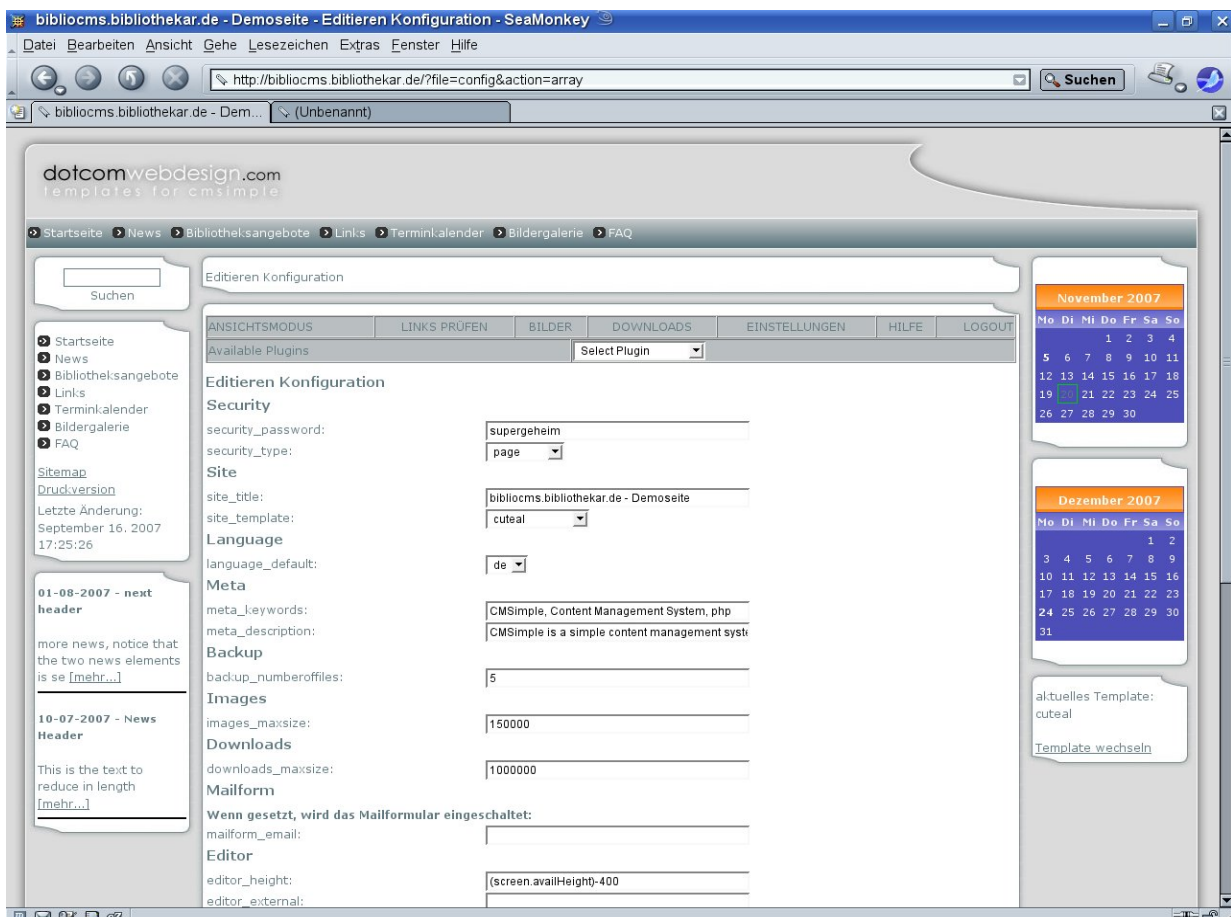 bibliocms.bibliothekar.de - Demoseite - Editieren Konfiguration - SeaMonkey
Datei Bearbeiten Ansicht Gehe Lesezeichen Extras Fenster Hilfe
http://bibliocms.bibliothekar.de/?file=config&action=array
Suchen
bibliocms.bibliothekar.de - Dem...
(Unbenannt)
dotcomwebdesign.com
templates for cmsimple
Startseite News Bibliotheksangebote Links Terminkalender Bildergalerie FAQ
Suchen
Startseite
News
Bibliotheksangebote
Links
Terminkalender
Bildergalerie
FAQ
Sitemap
Druckversion
Letzte Änderung:
September 16. 2007
17:25:26
01-08-2007 - next
header
more news, notice that
the two news elements
is se [mehr...]
10-07-2007 - News
Header
This is the text to
reduce in length
[mehr...]
Editieren Konfiguration
ANSICHTSMODUS LINKS PRÜFEN BILDER DOWNLOADS EINSTELLUNGEN HILFE LOGOUT
Available Plugins Select Plugin
Editieren Konfiguration
Security
security_password: supergeheim
security_type: page
Site
site_title: bibliocms.bibliothekar.de - Demoseite
site_template: cuteal
Language
language_default: de
Meta
meta_keywords: CMSimple, Content Management System, php
meta_description: CMSimple is a simple content management syste
Backup
backup_numberoffiles: 5
Images
images_maxsize: 150000
Downloads
downloads_maxsize: 1000000
Mailform
Wenn gesetzt, wird das Mailformular eingeschaltet:
mailform_email:
Editor
editor_height: (screen.availHeight)-400
editor_external:
November 2007
Mo Di Mi Do Fr Sa So
1 2 3 4
5 6 7 8 9 10 11
12 13 14 15 16 17 18
19 20 21 22 23 24 25
26 27 28 29 30
Dezember 2007
Mo Di Mi Do Fr Sa So
1 2
3 4 5 6 7 8 9
10 11 12 13 14 15 16
17 18 19 20 21 22 23
24 25 26 27 28 29 30
31
aktuelles Template:
cuteal
Template wechseln